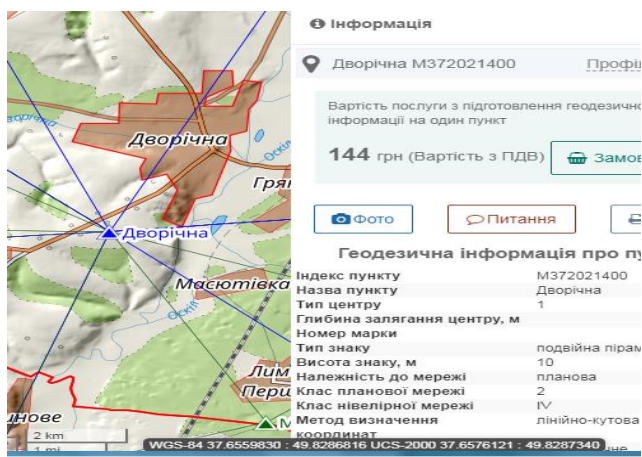 Дворічна
Оскіл
Дворічна
Масютівка
Оскіл
2 km
1 mi
WGS-84 37.6559830 : 49.8286816 UCS-2000 37.6576121 : 49.8287340
Інформація
Дворічна М372021400
Вартість послуги з підготовлення геодезично
інформації на один пункт
144 грн (Вартість з ПДВ)
Замов
Фото
Питання
Геодезична інформація про пу
Індекс пункту М372021400
Назва пункту Дворічна
Тип центру 1
Глибина залягання центру, м
Номер марки
Тип знаку подвійна пірам
Висота знаку, м 10
Належність до мережі планова
Клас планової мережі 2
Клас нівелірної мережі IV
Метод визначення лінійно-кутова
координат